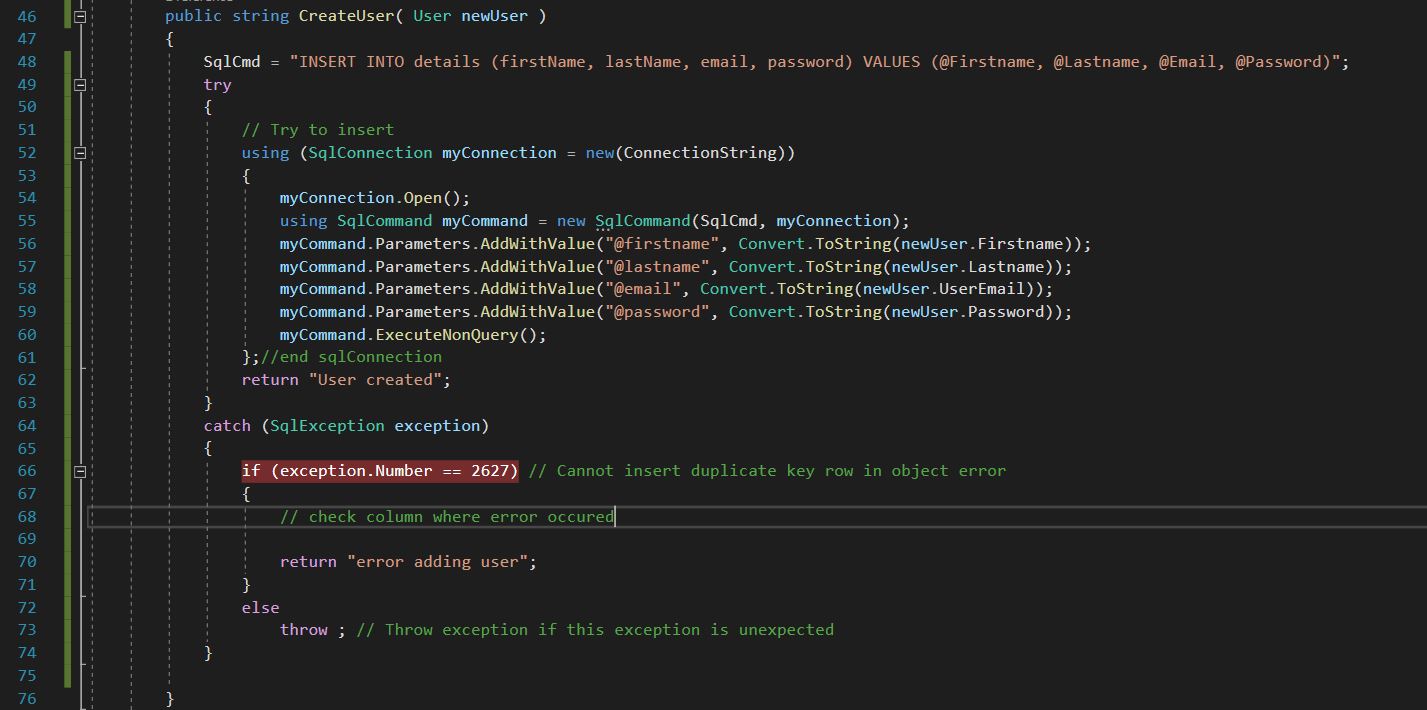 46 public string CreateUser( User newUser )
47 {
48 SqlCmd = "INSERT INTO details (firstName, lastName, email, password) VALUES (@Firstname, @Lastname, @Email, @Password)";
49 try
50 {
51 // Try to insert
52 using (SqlConnection myConnection = new(ConnectionString))
53 {
54 myConnection.Open();
55 using SqlCommand myCommand = new SqlCommand(SqlCmd, myConnection);
56 myCommand.Parameters.AddWithValue("@firstname", Convert.ToString(newUser.Firstname));
57 myCommand.Parameters.AddWithValue("@lastname", Convert.ToString(newUser.Lastname));
58 myCommand.Parameters.AddWithValue("@email", Convert.ToString(newUser.UserEmail));
59 myCommand.Parameters.AddWithValue("@password", Convert.ToString(newUser.Password));
60 myCommand.ExecuteNonQuery();
61 };//end sqlConnection
62 return "User created";
63 }
64 catch (SqlException exception)
65 {
66 if (exception.Number == 2627) // Cannot insert duplicate key row in object error
67 {
68 // check column where error occured
69
70 return "error adding user";
71 }
72 else
73 throw ; // Throw exception if this exception is unexpected
74 }
75
76 }